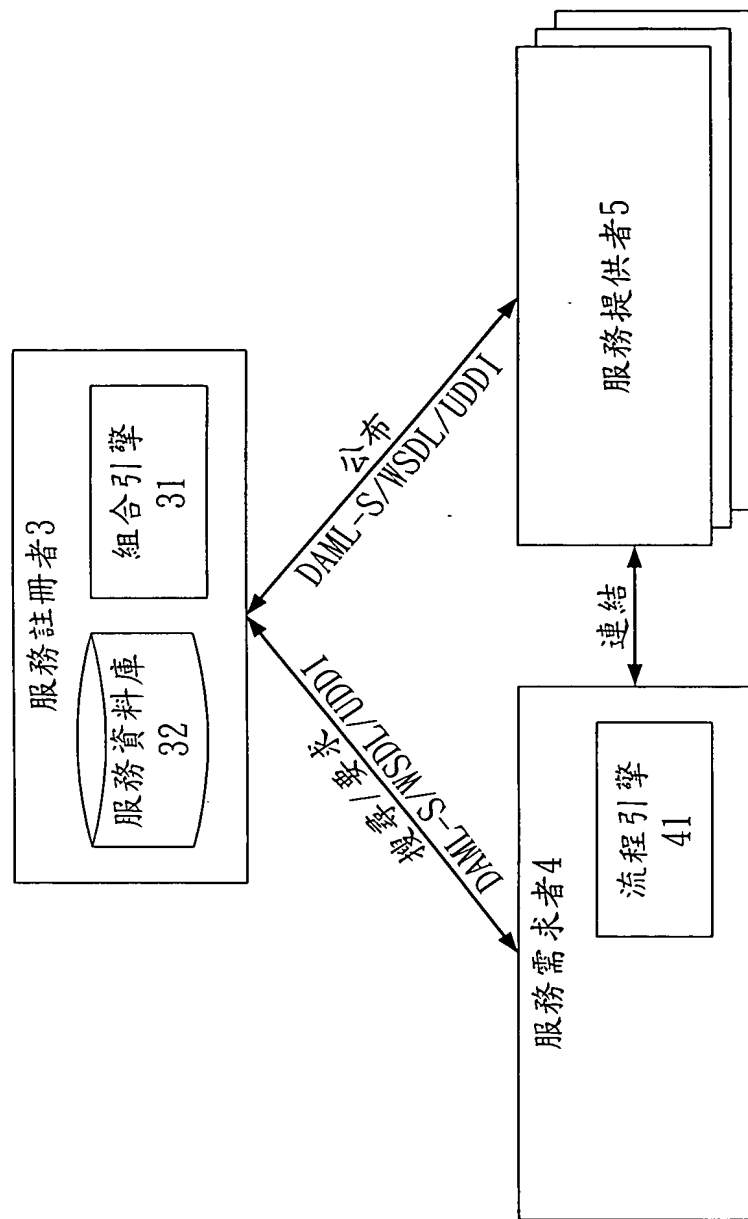 服務註冊者3
服務資料庫
32
組合引擎
31
搜尋/要求
DAML-S/WSDL/UDDI
公布
DAML-S/WSDL/UDDI
服務需求者4
流程引擎
41
連結
服務提供者5